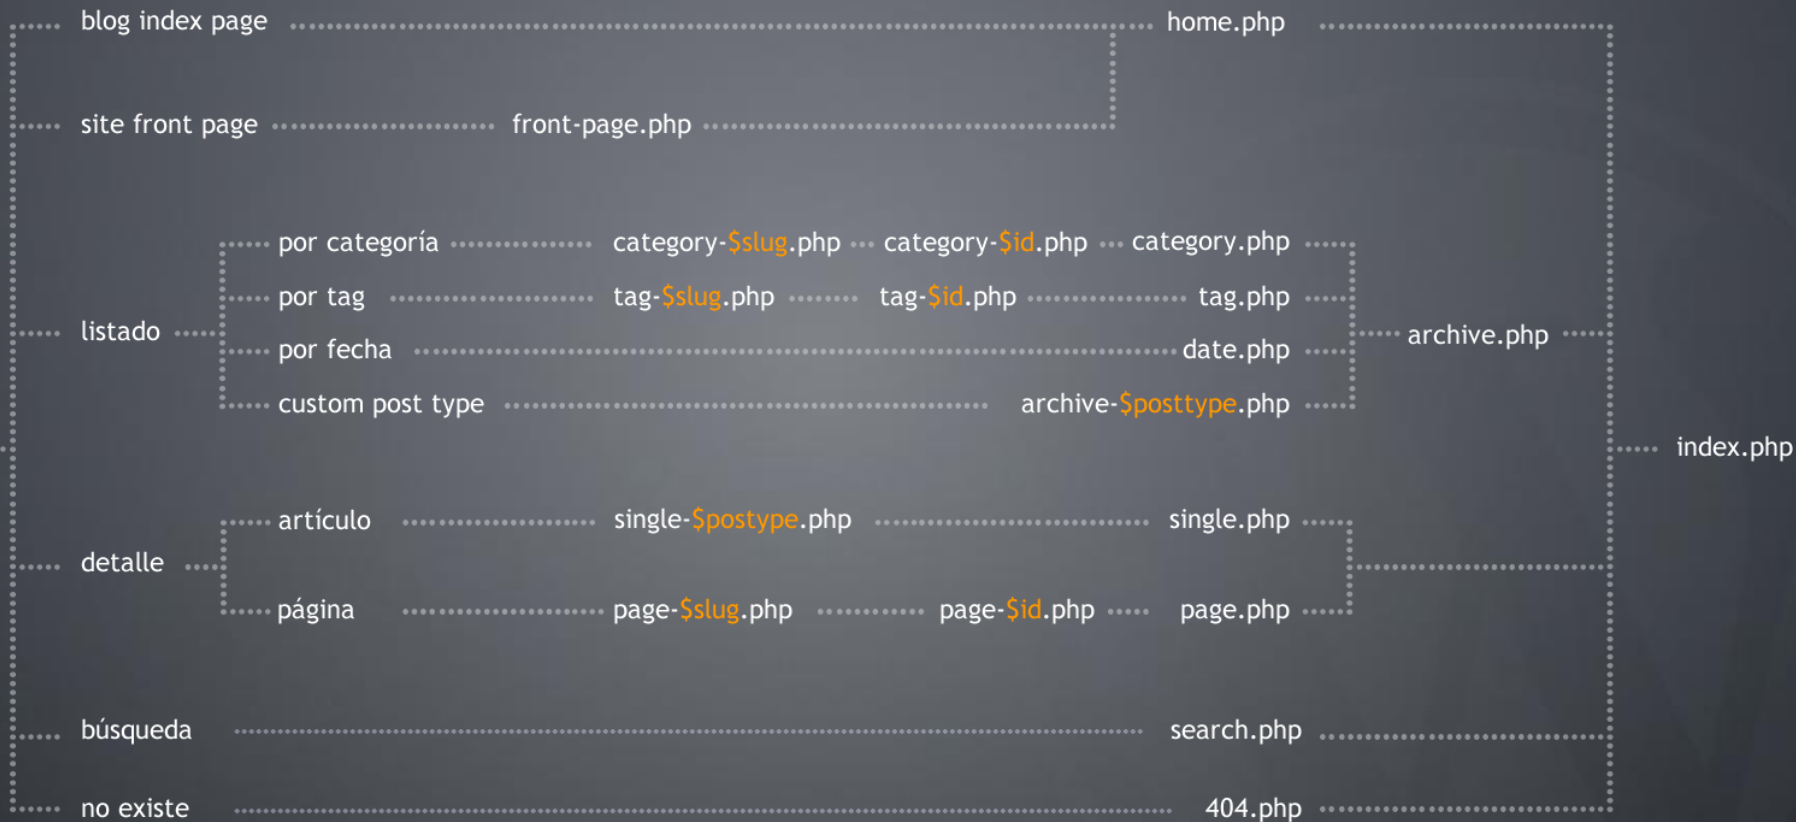 blog index page home.php
site front page front-page.php
por categoría category-$slug.php category-$id.php category.php
por tag tag-$slug.php tag-$id.php tag.php
listado archive.php
por fecha date.php
custom post type archive-$posttype.php
index.php
artículo single-$postype.php single.php
detalle
página page-$slug.php page-$id.php page.php
búsqueda search.php
no existe 404.php